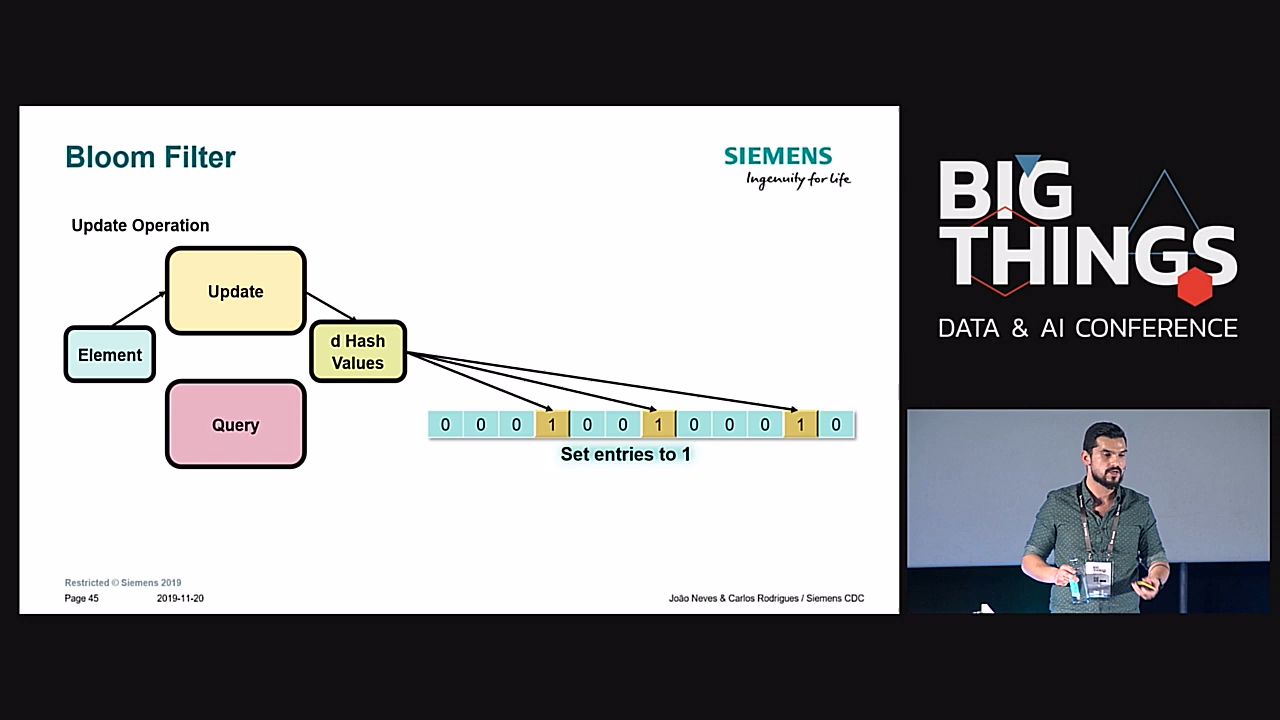 Bloom Filter
SIEMENS
Ingenuity for life
Update Operation
Update
Element
d Hash
Values
Query
0 0 0 1 0 0 1 0 0 0 1 0
Set entries to 1
Restricted © Siemens 2019
Page 45
2019-11-20
João Neves & Carlos Rodrigues / Siemens CDC
BIG
THINGS
DATA & AI CONFERENCE
BIG
THINGS